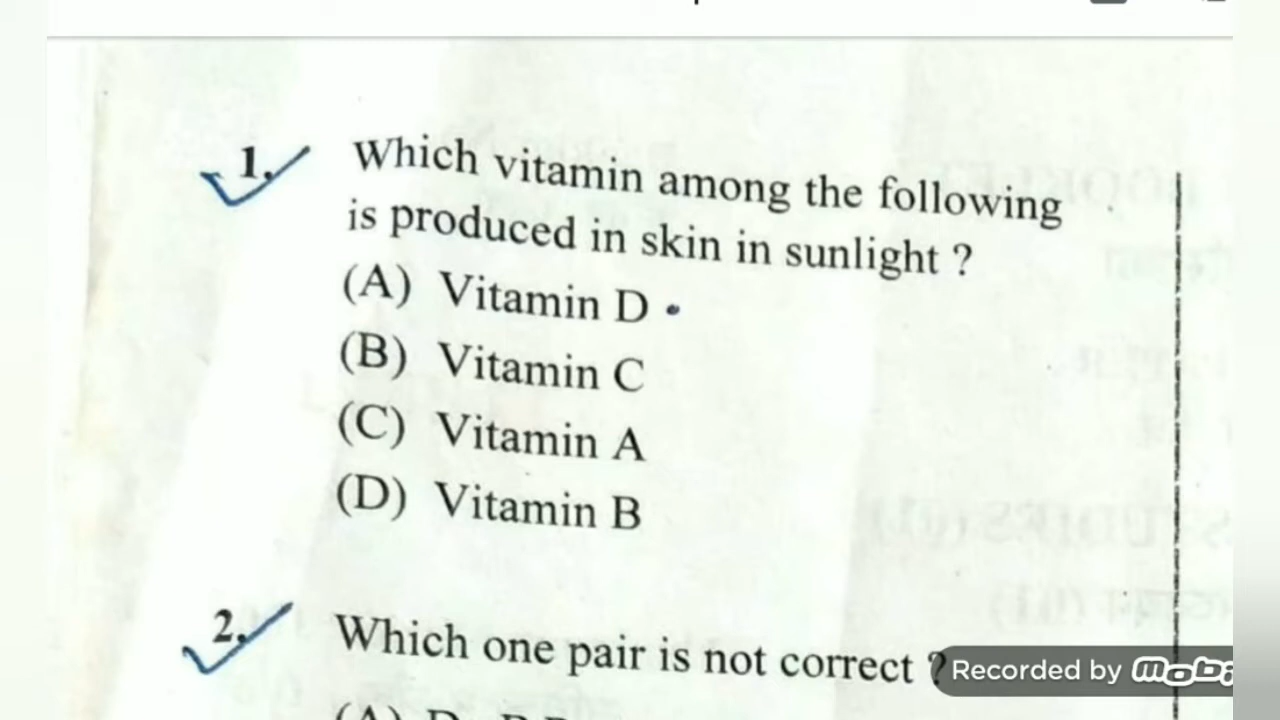 1. Which vitamin among the following
is produced in skin in sunlight ?
(A) Vitamin D
(B) Vitamin C
(C) Vitamin A
(D) Vitamin B
2. Which one pair is not correct ?
Recorded by
(A)